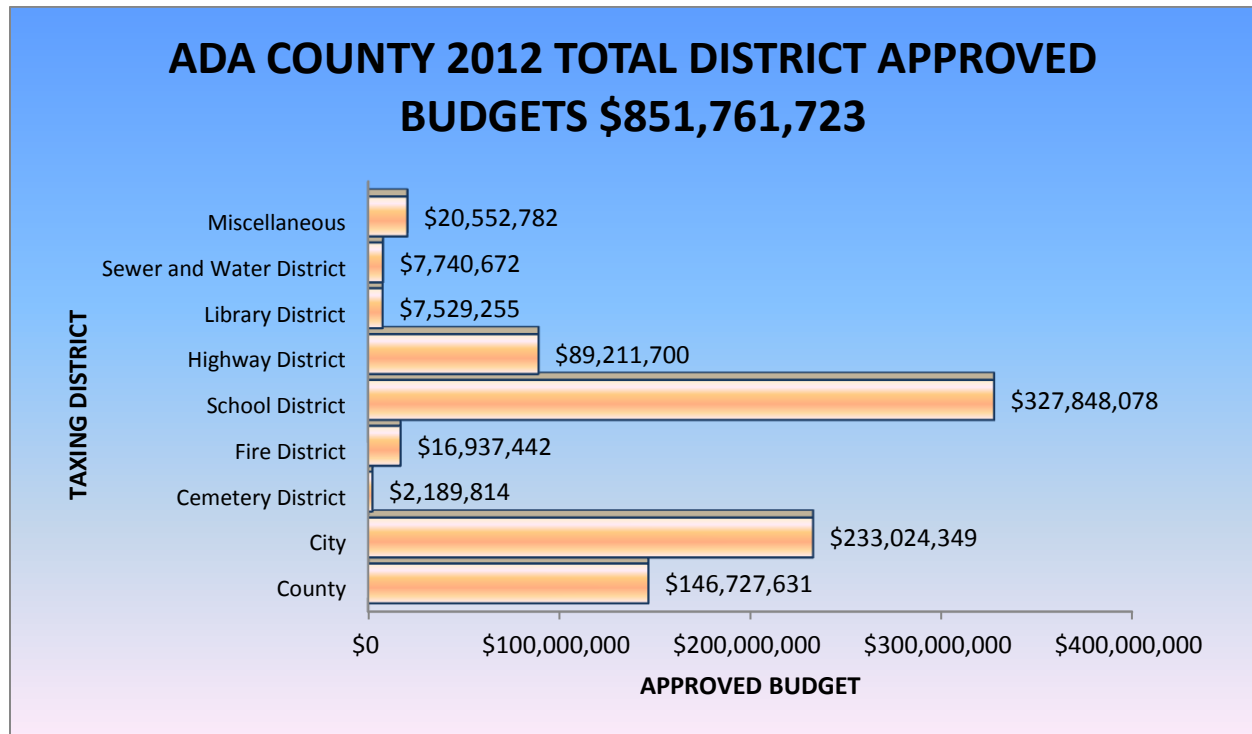 ADA COUNTY 2012 TOTAL DISTRICT APPROVED
BUDGETS $851,761,723
TAXING DISTRICT
Miscellaneous $20,552,782
Sewer and Water District $7,740,672
Library District $7,529,255
Highway District $89,211,700
School District $327,848,078
Fire District $16,937,442
Cemetery District $2,189,814
City $233,024,349
County $146,727,631
$0 $100,000,000 $200,000,000 $300,000,000 $400,000,000
APPROVED BUDGET